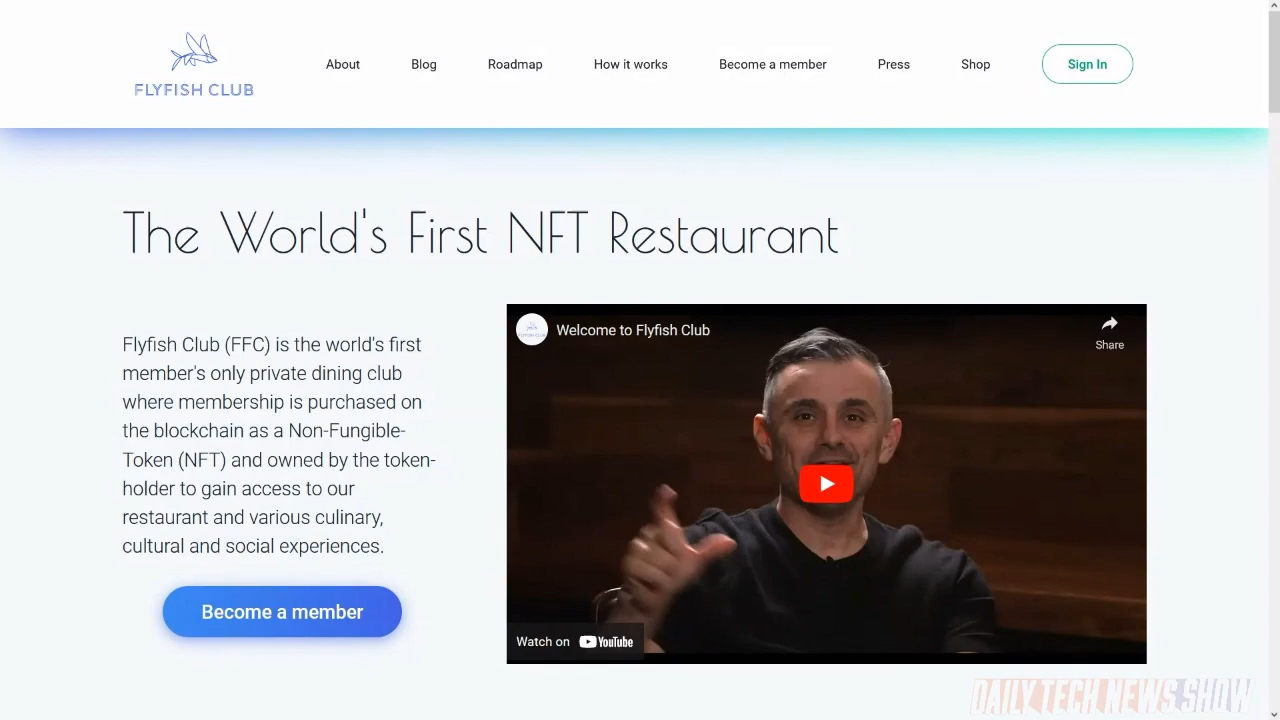 FLYFISH CLUB
About
Blog
Roadmap
How it works
Become a member
Press
Shop
Sign In
The World's First NFT Restaurant
Flyfish Club (FFC) is the world's first
member's only private dining club
where membership is purchased on
the blockchain as a Non-Fungible-
Token (NFT) and owned by the token-
holder to gain access to our
restaurant and various culinary,
cultural and social experiences.
Become a member
Welcome to Flyfish Club
Share
Watch on YouTube
DAILY TECH NEWS SHOW